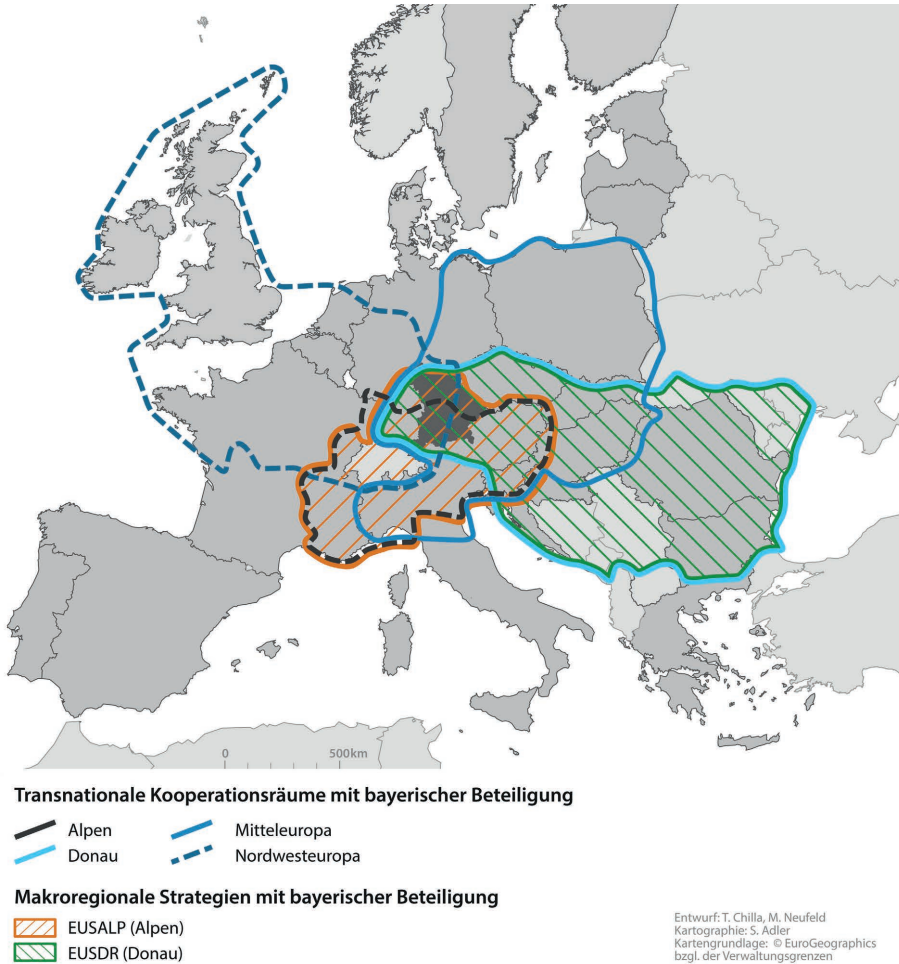 0 500km
Transnationale Kooperationsräume mit bayerischer Beteiligung
Alpen
Mitteleuropa
Donau
Nordwesteuropa
Makroregionale Strategien mit bayerischer Beteiligung
EUSALP (Alpen)
EUSDR (Donau)
Entwurf: T. Chilla, M. Neufeld
Kartographie: S. Adler
Kartengrundlage: © EuroGeographics
bzgl. der Verwaltungsgrenzen